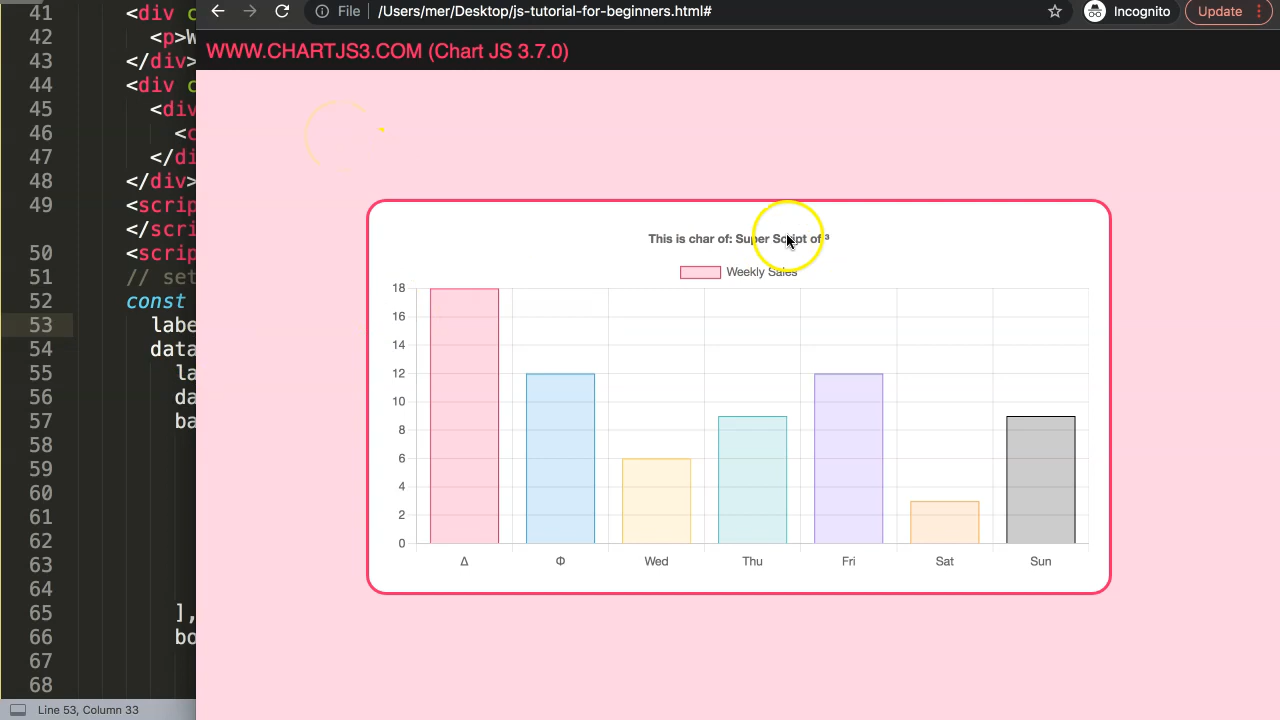 File /Users/mer/Desktop/js-tutorial-for-beginners.html#
Incognito
Update
WWW.CHARTJS3.COM (Chart JS 3.7.0)
41 <div c
42 <p>W
43 </div>
44 <div c
45 <div
46 <c
47 </di
48 </div>
49 <scrip
</scri
50 <scrip
51 // set
52 const
53 labe
54 data
55 la
56 da
57 ba
58
59
60
61
62
63
64
65 ],
66 bo
67
68
Line 53, Column 33
This is char of: Super Script of ³
Weekly Sales
18
16
14
12
10
8
6
4
2
0
Δ Φ Wed Thu Fri Sat Sun